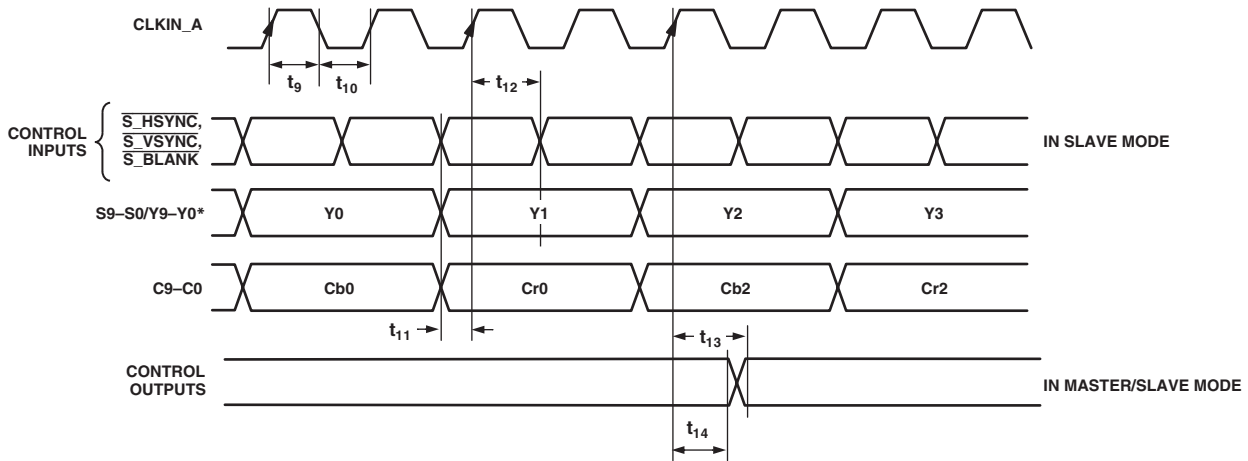 CLKIN_A
t9
t10
t12
CONTROL
INPUTS
S_HSYNC,
S_VSYNC,
S_BLANK
IN SLAVE MODE
S9–S0/Y9–Y0*
Y0
Y1
Y2
Y3
C9–C0
Cb0
Cr0
Cb2
Cr2
t11
t13
CONTROL
OUTPUTS
IN MASTER/SLAVE MODE
t14